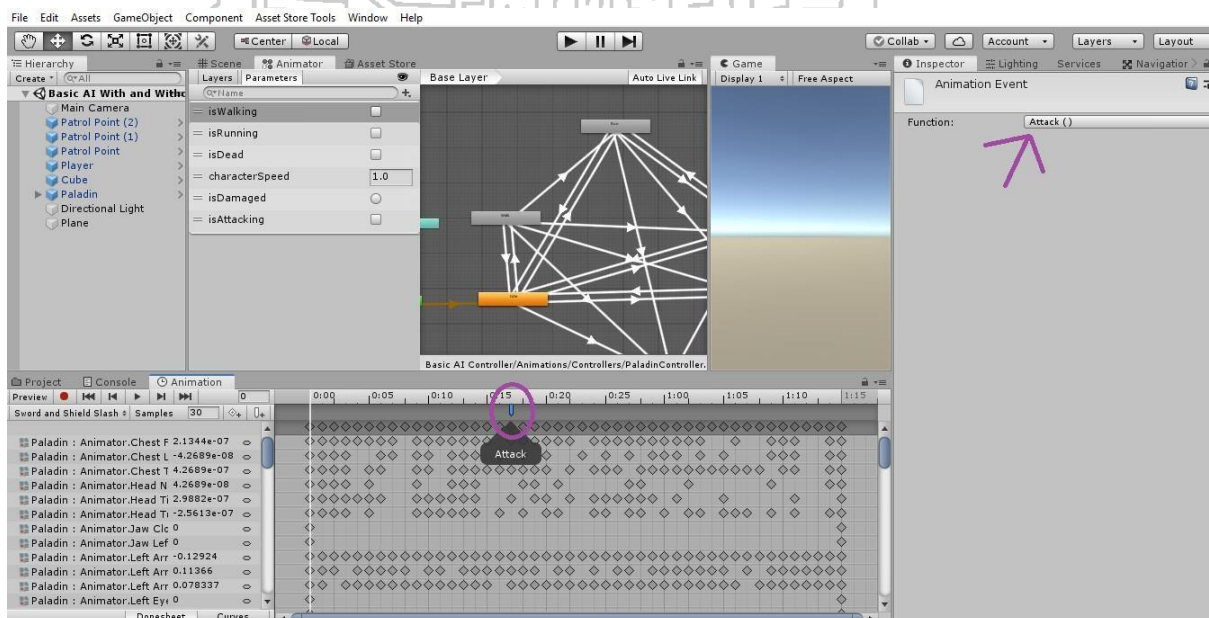 File Edit Assets GameObject Component Asset Store Tools Window Help
Center Local Collab Account Layers Layout
Hierarchy Scene Animator Asset Store Game Inspector Lighting Services Navigator
Create All Layers Parameters Base Layer Auto Live Link Display 1 Free Aspect Animation Event
Basic AI With and Witho Name
Main Camera isWalking
Patrol Point (2) Function: Attack ( )
Patrol Point (1) isRunning
Patrol Point isDead
Player characterSpeed 1.0
Cube
Paladin isDamaged
Directional Light isAttacking
Plane
Basic AI Controller/Animations/Controllers/PaladinController.
Project Console Animation
Preview 0 0:00 0:05 0:10 0:15 0:20 0:25 1:00 1:05 1:10 1:15
Sword and Shield Slash Samples 30
Paladin : Animator.Chest F 2.1344e-07
Paladin : Animator.Chest L -4.2689e-08 Attack
Paladin : Animator.Chest T 4.2689e-07
Paladin : Animator.Head N 4.2689e-08
Paladin : Animator.Head Ti 2.9882e-07
Paladin : Animator.Head Tu -2.5613e-07
Paladin : Animator.Jaw Clo 0
Paladin : Animator.Jaw Lef 0
Paladin : Animator.Left Arr -0.12924
Paladin : Animator.Left Arr 0.11366
Paladin : Animator.Left Arr 0.078337
Paladin : Animator.Left Eye 0
Dopesheet Curves